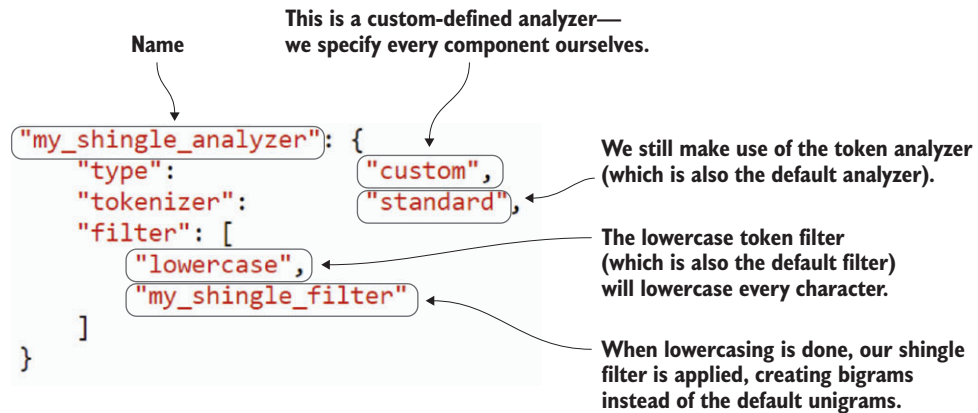 This is a custom-defined analyzer—
we specify every component ourselves.
Name
"my_shingle_analyzer": {
"type": "custom",
"tokenizer": "standard",
"filter": [
"lowercase",
"my_shingle_filter"
]
}
We still make use of the token analyzer
(which is also the default analyzer).
The lowercase token filter
(which is also the default filter)
will lowercase every character.
When lowercasing is done, our shingle
filter is applied, creating bigrams
instead of the default unigrams.